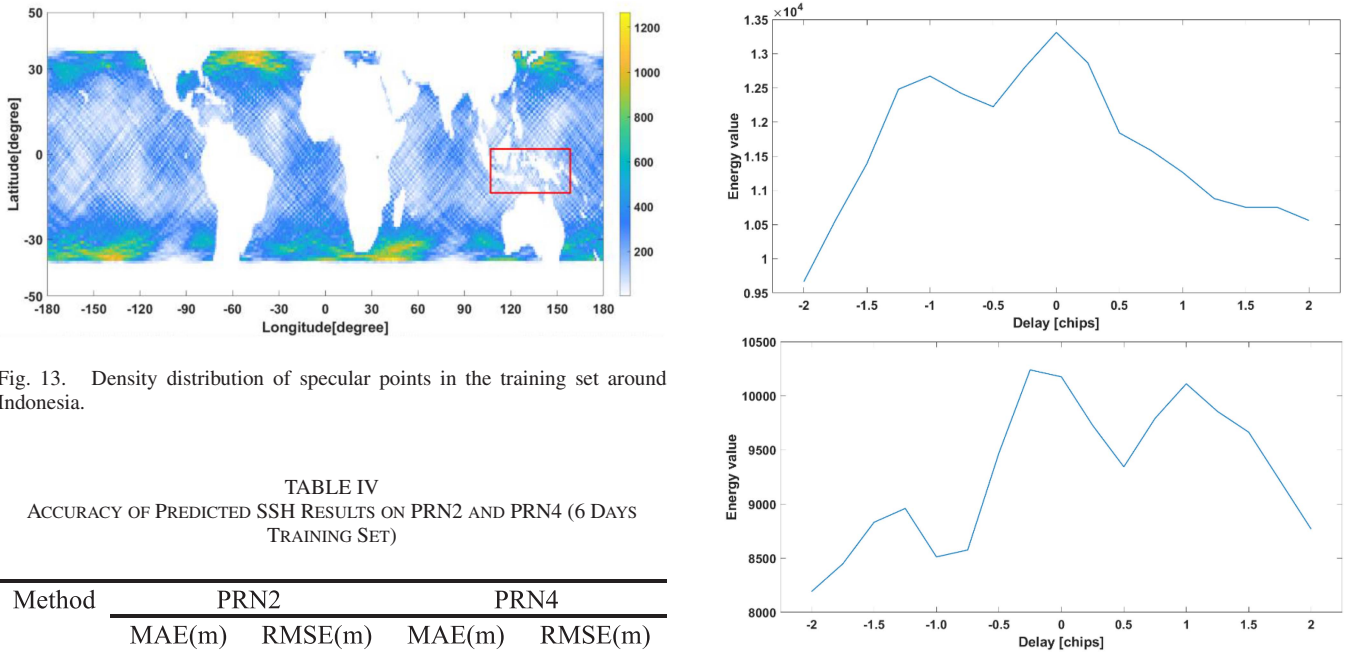 50
30
0
-30
-50
Latitude[degree]
-180 -150 -120 -90 -60 -30 0 30 60 90 120 150 180
Longitude[degree]
1200
1000
800
600
400
200
Fig. 13. Density distribution of specular points in the training set around
Indonesia.
TABLE IV
ACCURACY OF PREDICTED SSH RESULTS ON PRN2 AND PRN4 (6 DAYS
TRAINING SET)
Method PRN2 PRN4
MAE(m) RMSE(m) MAE(m) RMSE(m)
×10⁴
1.35
1.3
1.25
1.2
1.15
1.1
1.05
1
0.95
Energy value
-2 -1.5 -1 -0.5 0 0.5 1 1.5 2
Delay [chips]
10500
10000
9500
9000
8500
8000
Energy value
-2 -1.5 -1.0 -0.5 0 0.5 1 1.5 2
Delay [chips]